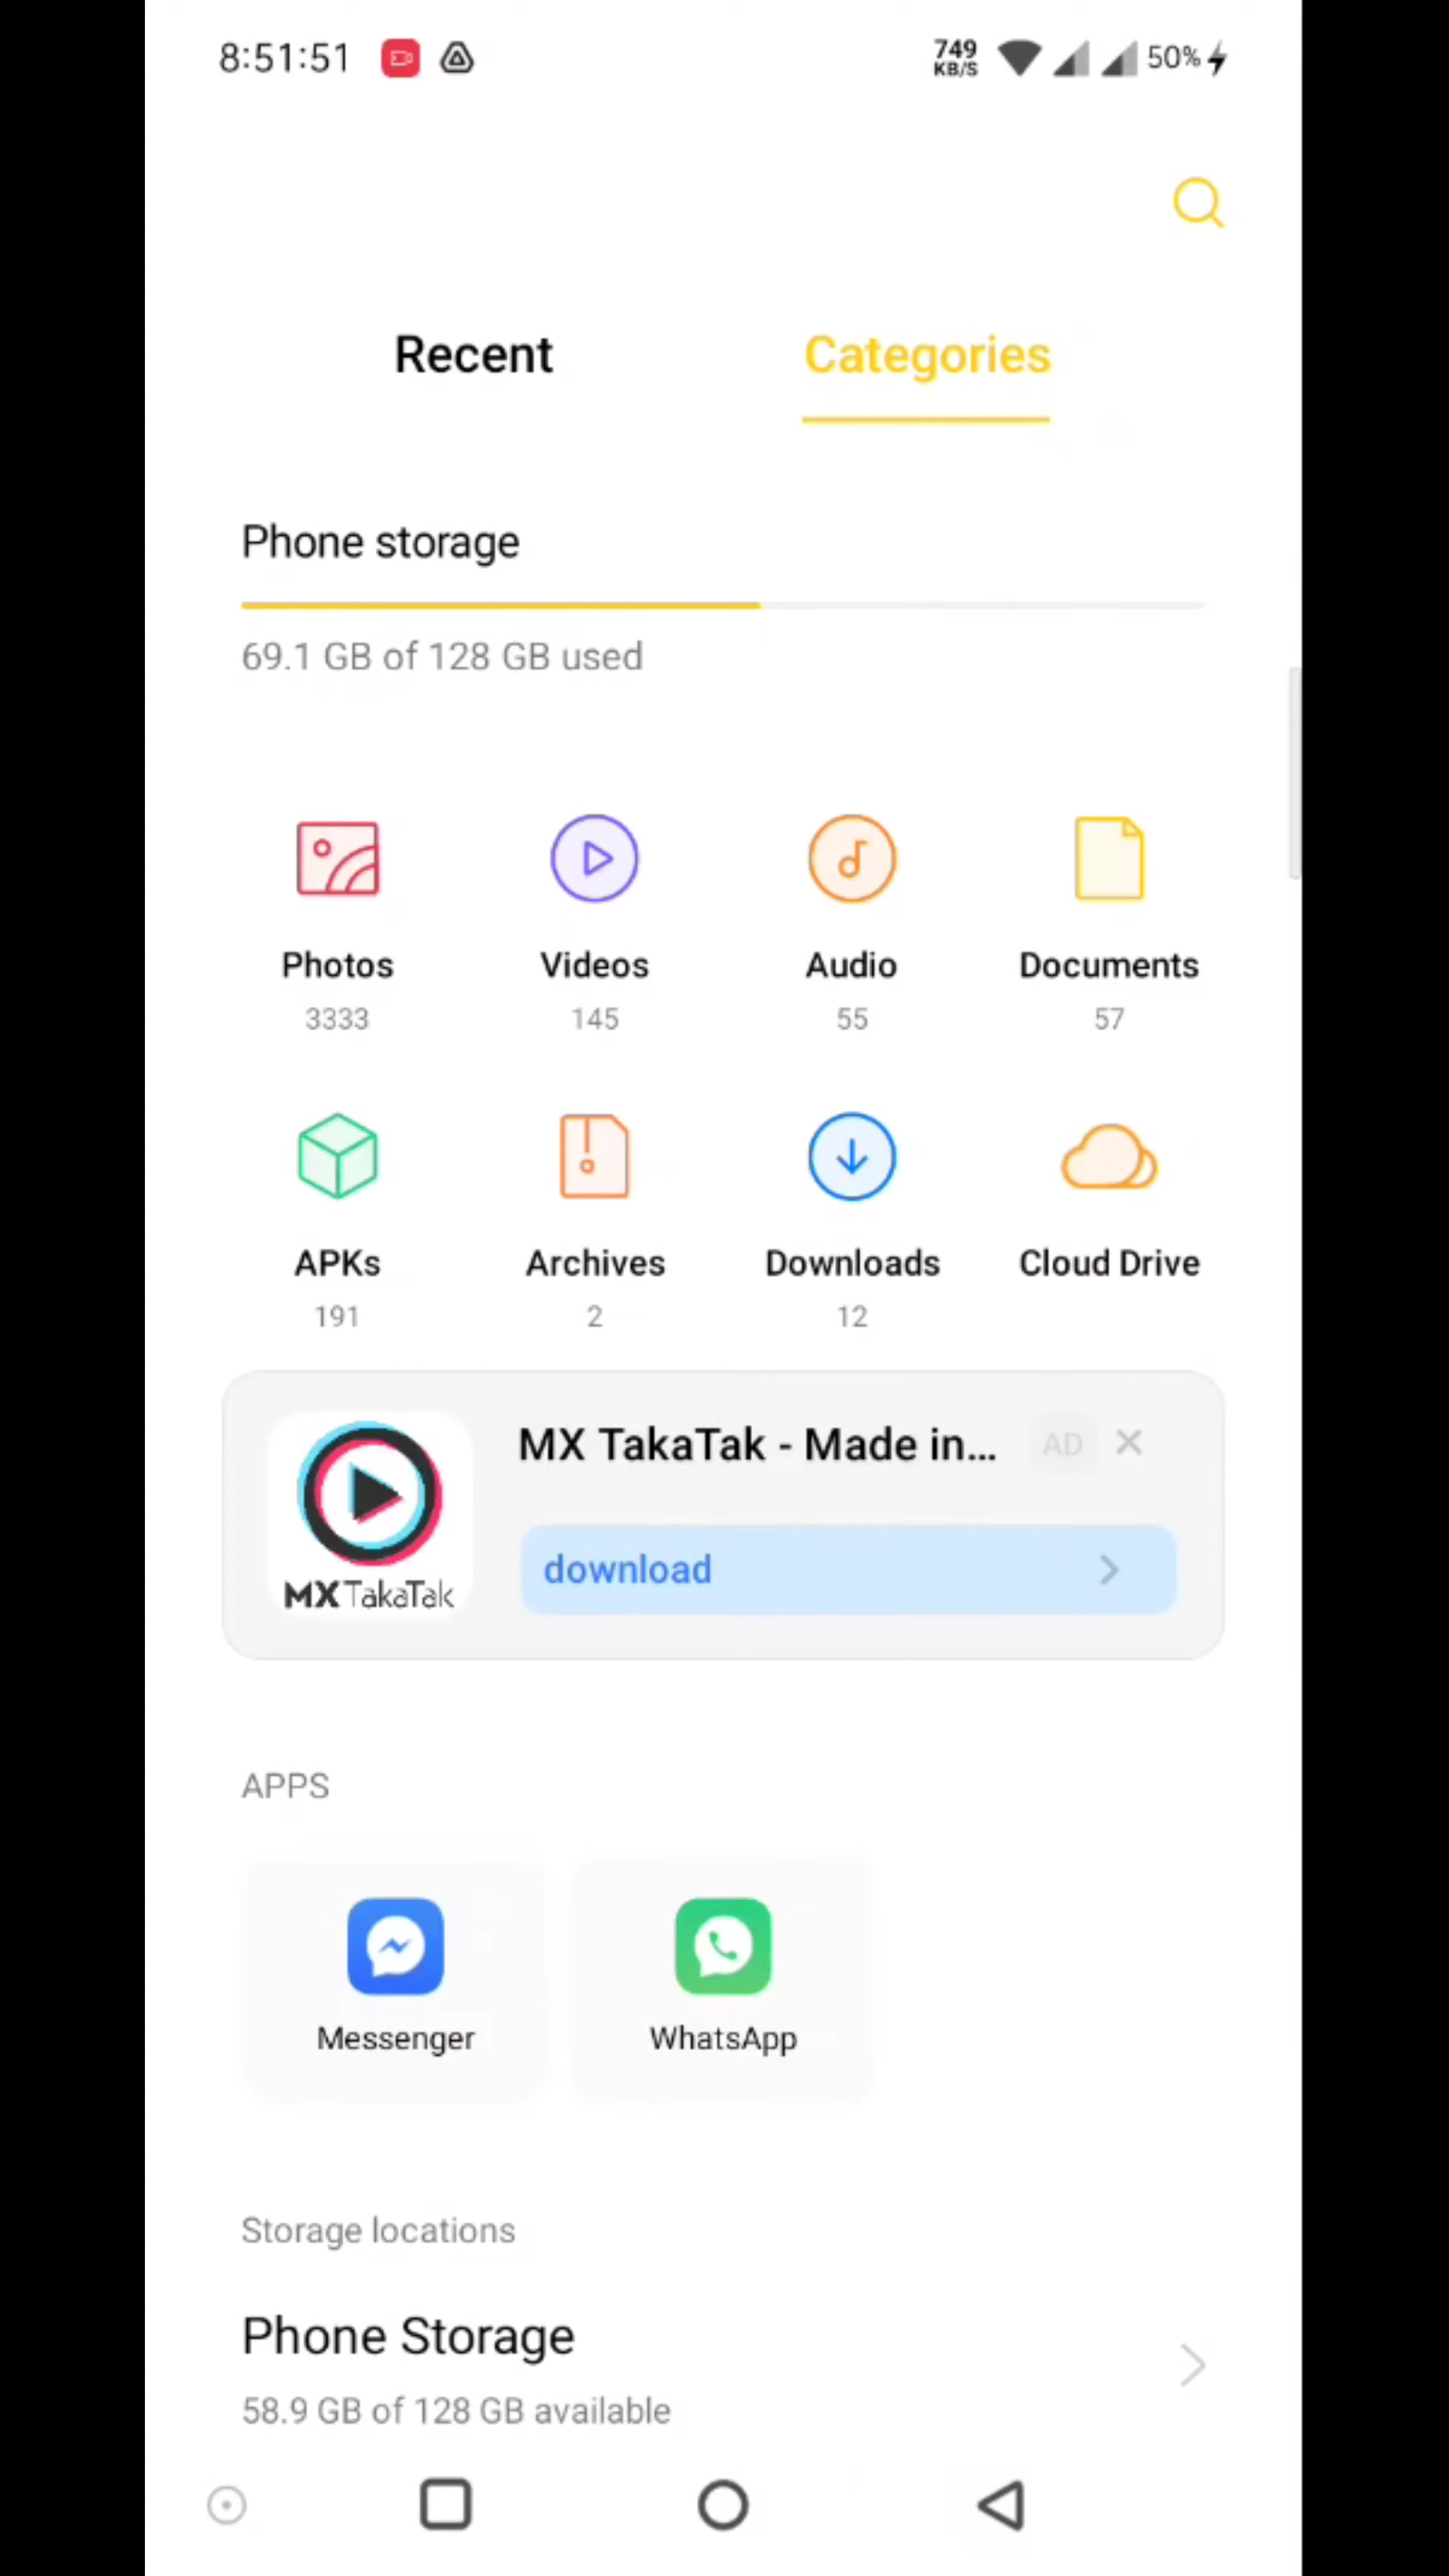 8:51:51
749
KB/S
50%
Recent
Categories
Phone storage
69.1 GB of 128 GB used
Photos
Videos
Audio
Documents
3333
145
55
57
APKs
Archives
Downloads
Cloud Drive
191
2
12
MX TakaTak - Made in...
AD
download
MX TakaTak
APPS
Messenger
WhatsApp
Storage locations
Phone Storage
58.9 GB of 128 GB available